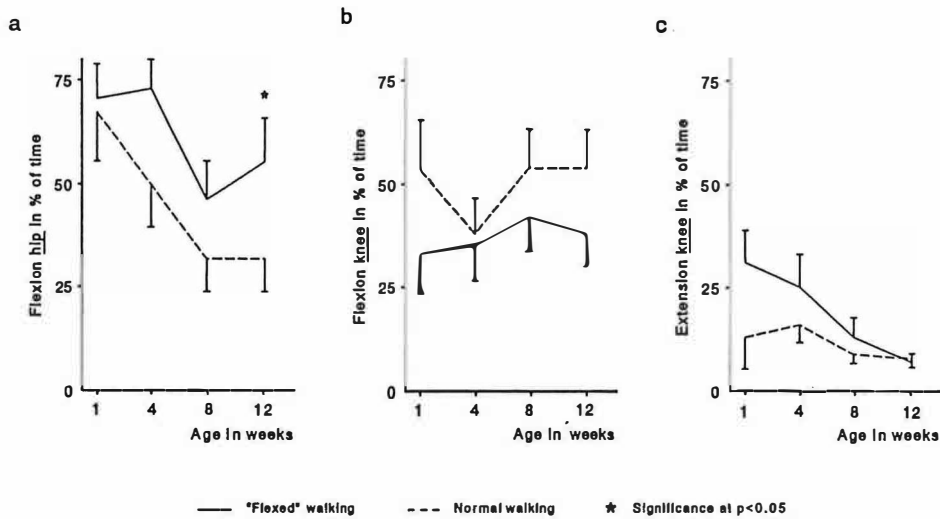 a
b
c
Flexion hip in % of time
75
50
25
0
1 4 8 12
Age in weeks
★
Flexion knee in % of time
75
50
25
0
1 4 8 12
Age in weeks
Extension knee in % of time
75
50
25
0
1 4 8 12
Age in weeks
"Flexed" walking
Normal walking
★ Significance at p<0.05